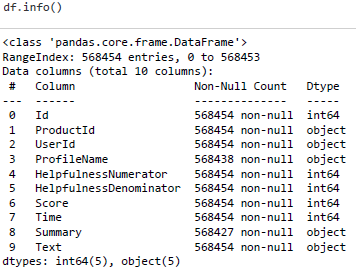 df.info()
<class 'pandas.core.frame.DataFrame'>
RangeIndex: 568454 entries, 0 to 568453
Data columns (total 10 columns):
 #   Column                  Non-Null Count   Dtype
---  ------                  --------------   -----
 0   Id                      568454 non-null  int64
 1   ProductId               568454 non-null  object
 2   UserId                  568454 non-null  object
 3   ProfileName             568438 non-null  object
 4   HelpfulnessNumerator    568454 non-null  int64
 5   HelpfulnessDenominator  568454 non-null  int64
 6   Score                   568454 non-null  int64
 7   Time                    568454 non-null  int64
 8   Summary                 568427 non-null  object
 9   Text                    568454 non-null  object
dtypes: int64(5), object(5)